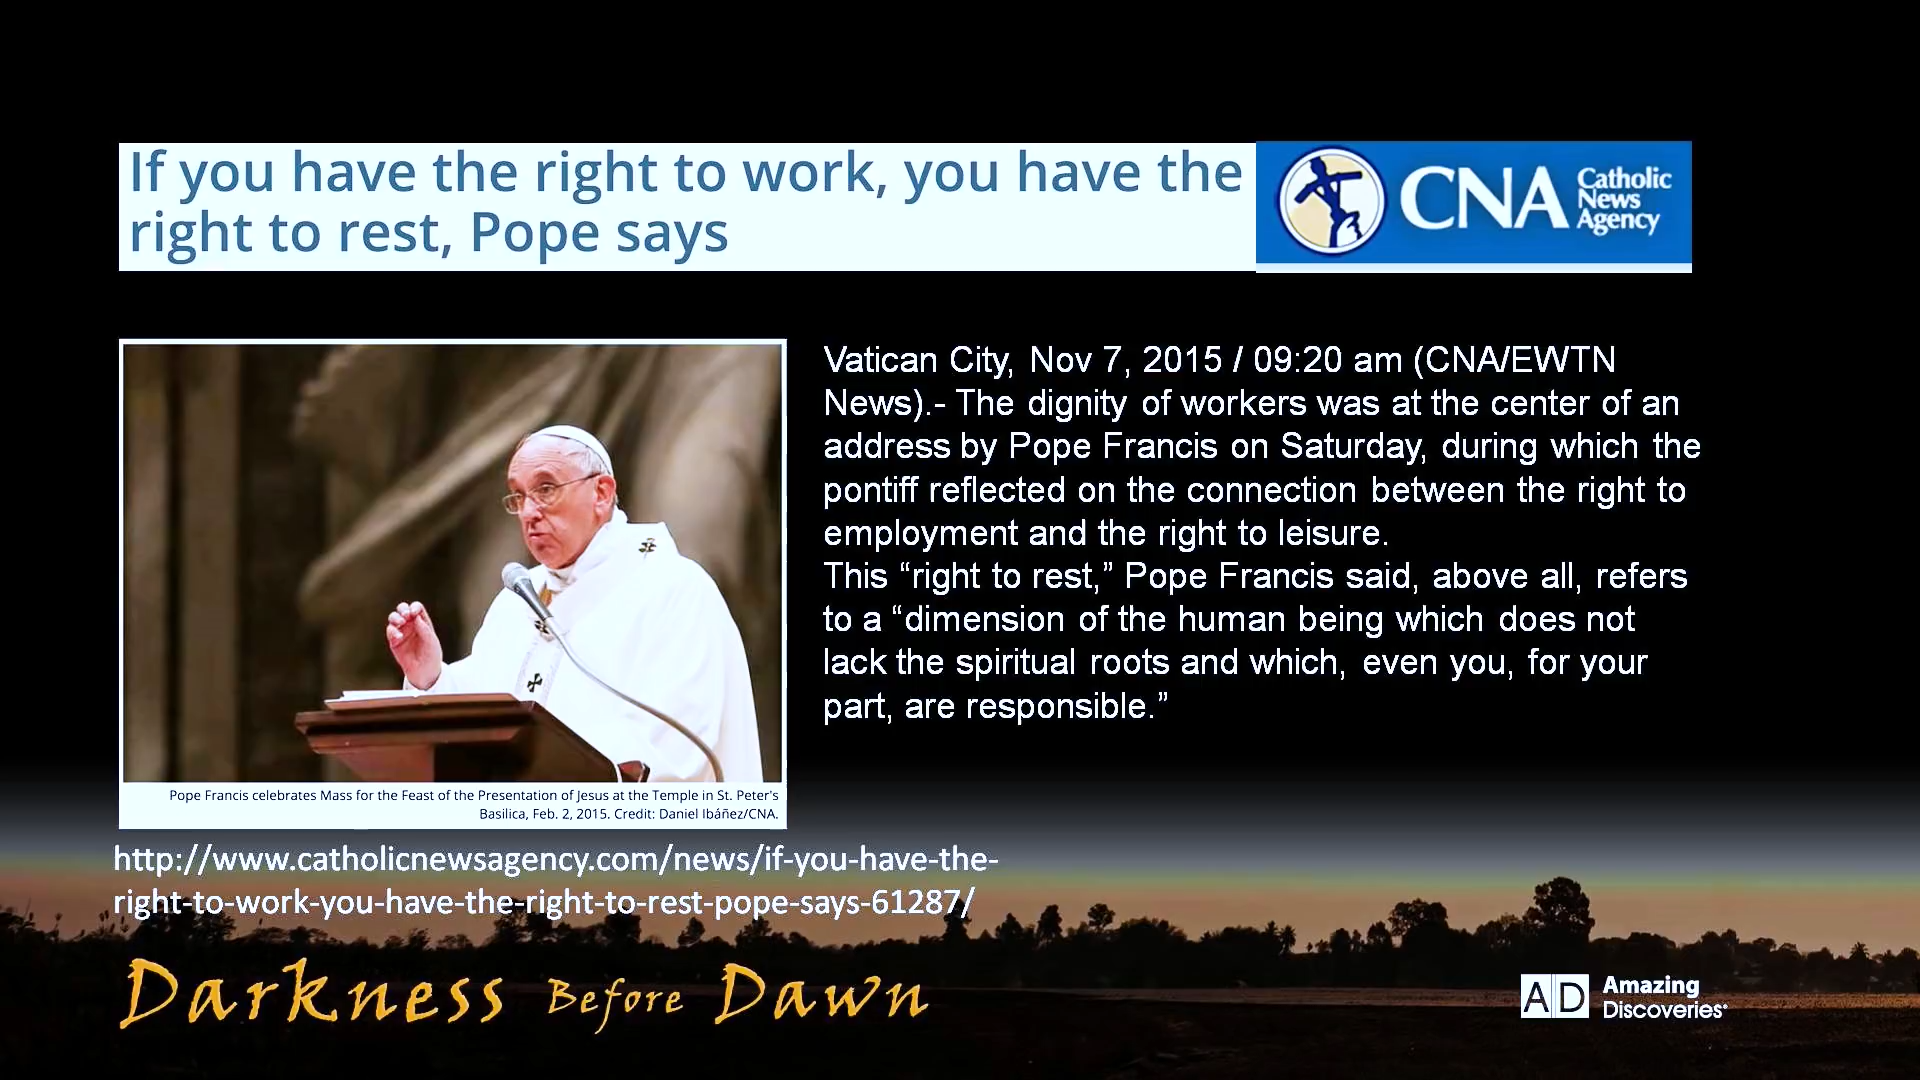 If you have the right to work, you have the
right to rest, Pope says
CNA
Catholic
News
Agency
Vatican City, Nov 7, 2015 / 09:20 am (CNA/EWTN
News).- The dignity of workers was at the center of an
address by Pope Francis on Saturday, during which the
pontiff reflected on the connection between the right to
employment and the right to leisure.
This “right to rest,” Pope Francis said, above all, refers
to a “dimension of the human being which does not
lack the spiritual roots and which, even you, for your
part, are responsible.”
Pope Francis celebrates Mass for the Feast of the Presentation of Jesus at the Temple in St. Peter's
Basilica, Feb. 2, 2015. Credit: Daniel Ibáñez/CNA.
http://www.catholicnewsagency.com/news/if-you-have-the-
right-to-work-you-have-the-right-to-rest-pope-says-61287/
Darkness Before Dawn
AD
Amazing
Discoveries